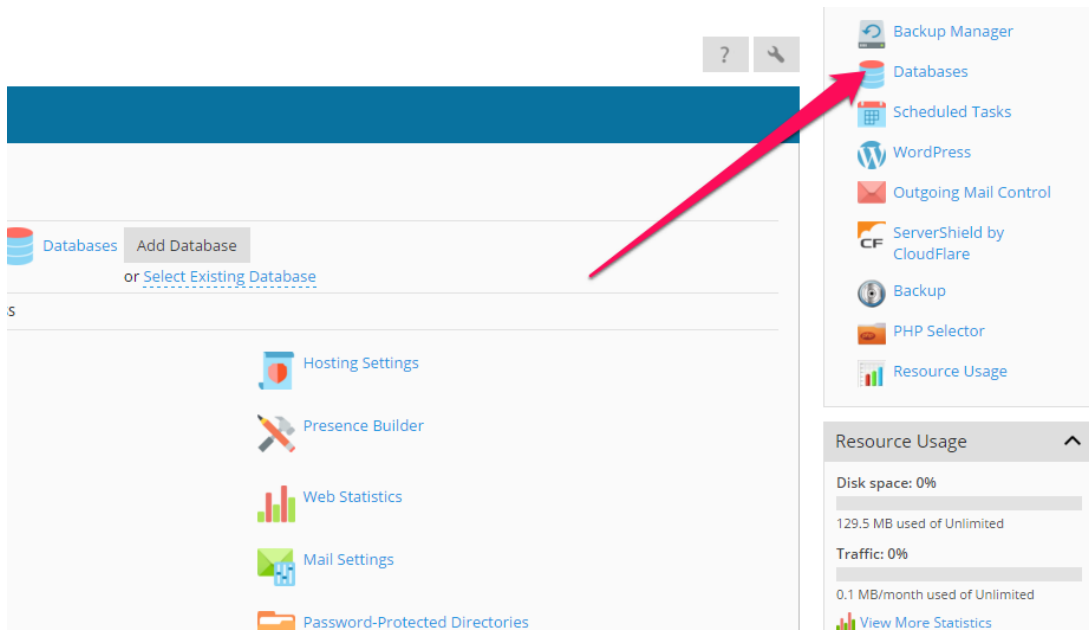 ?
Databases
Add Database
or Select Existing Database
s
Hosting Settings
Presence Builder
Web Statistics
Mail Settings
Password-Protected Directories
Backup Manager
Databases
Scheduled Tasks
WordPress
Outgoing Mail Control
CF
ServerShield by
CloudFlare
Backup
PHP Selector
Resource Usage
Resource Usage
Disk space: 0%
129.5 MB used of Unlimited
Traffic: 0%
0.1 MB/month used of Unlimited
View More Statistics